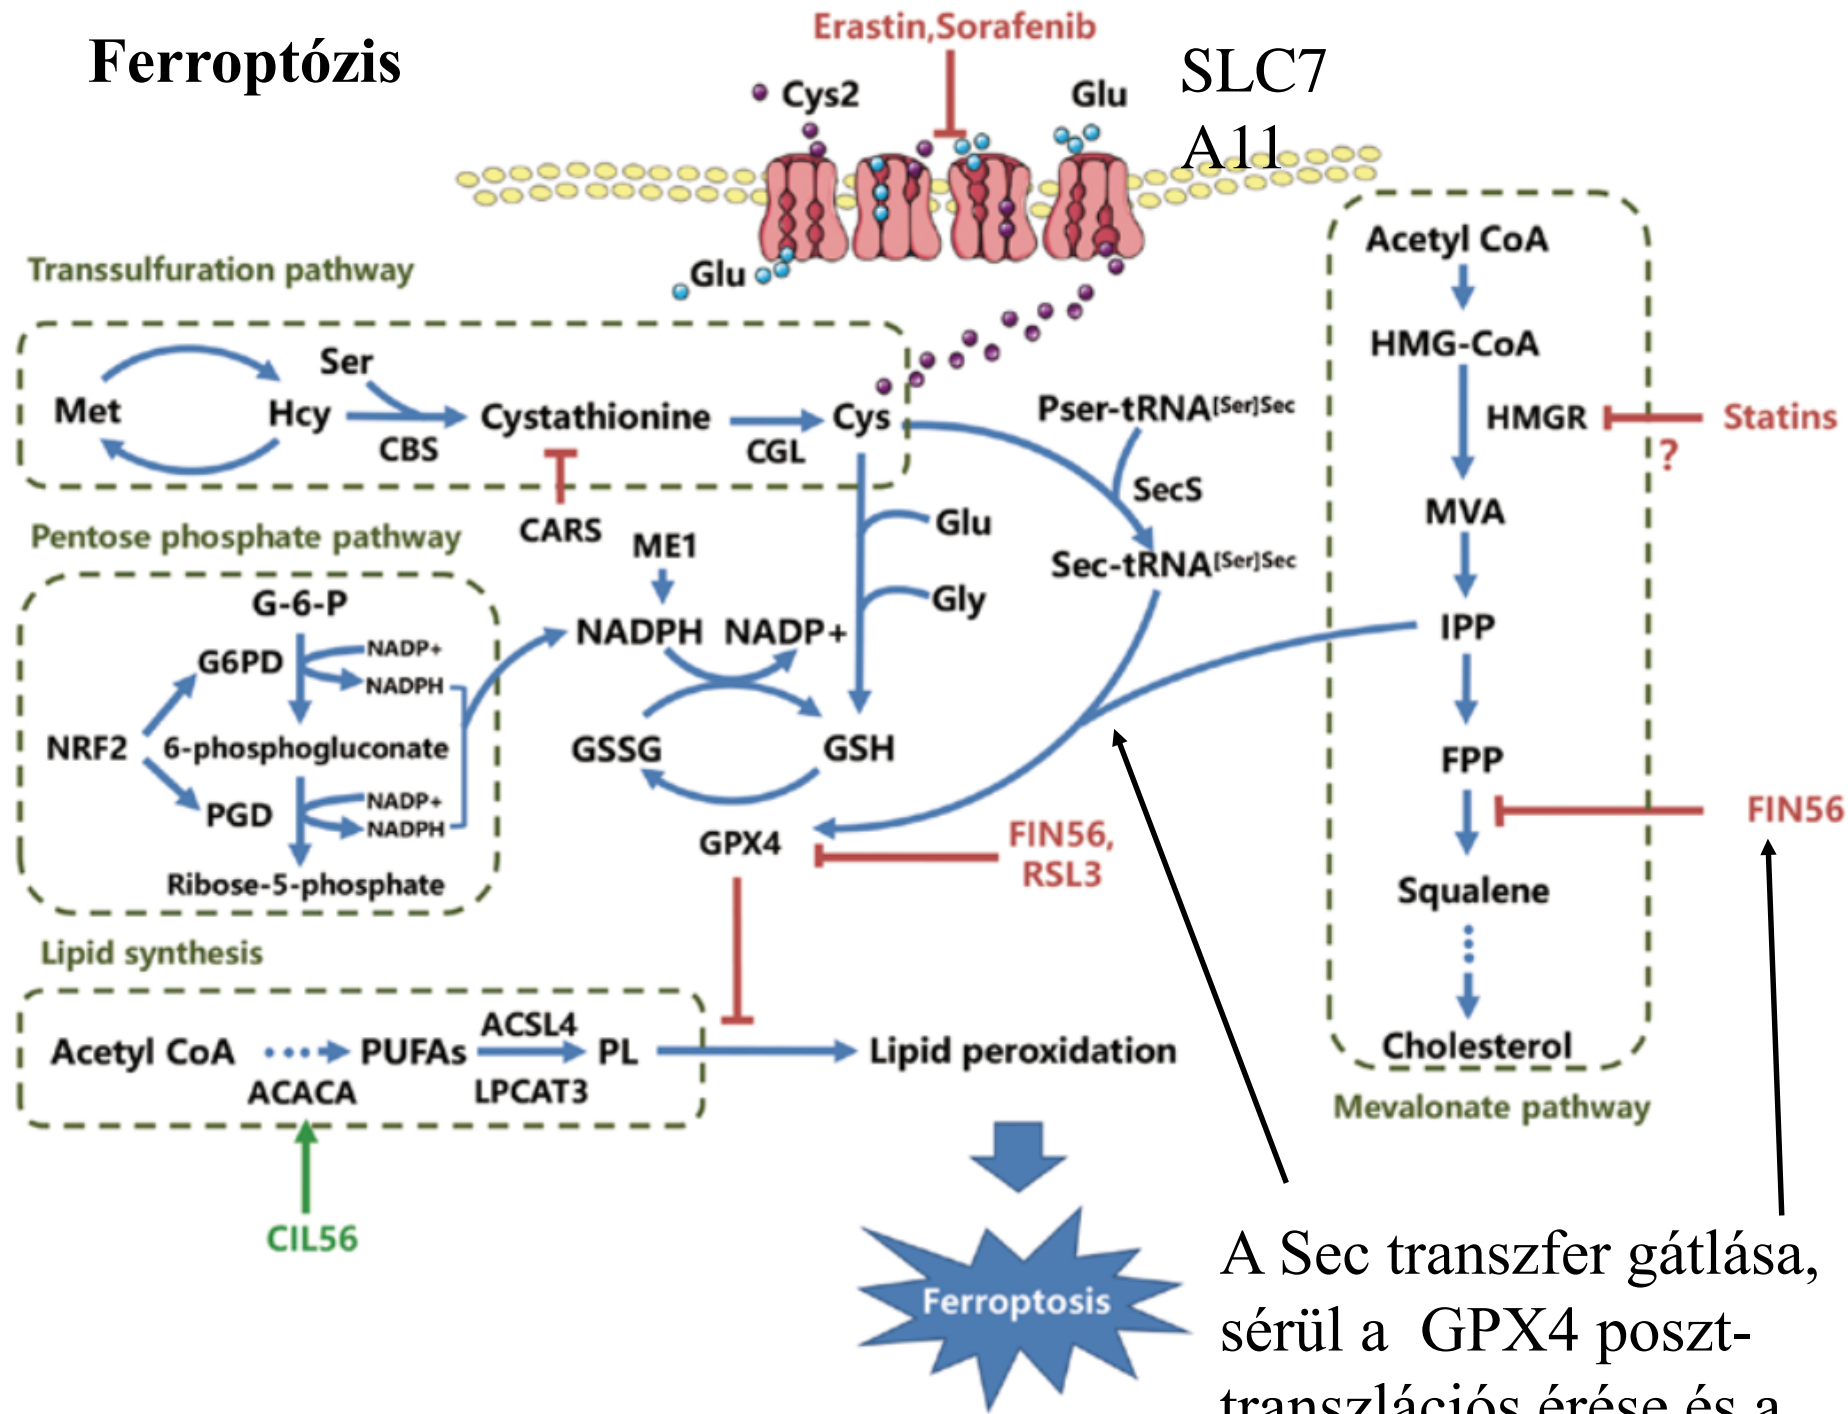 Ferroptózis
Erastin,Sorafenib
SLC7
A11
Cys2
Glu
Glu
Transsulfuration pathway
Met
Hcy
Ser
CBS
Cystathionine
CGL
Cys
CARS
Pser-tRNA[Ser]Sec
SecS
Sec-tRNA[Ser]Sec
Glu
Gly
Pentose phosphate pathway
G-6-P
G6PD
NADP+
NADPH
NRF2
6-phosphogluconate
PGD
NADP+
NADPH
Ribose-5-phosphate
ME1
NADPH
NADP+
GSSG
GSH
GPX4
FIN56,
RSL3
Lipid synthesis
Acetyl CoA
ACACA
PUFAs
ACSL4
LPCAT3
PL
Lipid peroxidation
CIL56
Ferroptosis
Acetyl CoA
HMG-CoA
HMGR
Statins
?
MVA
IPP
FPP
FIN56
Squalene
Cholesterol
Mevalonate pathway
A Sec transzfer gátlása,
sérül a GPX4 poszt-
transzlációs érése és a